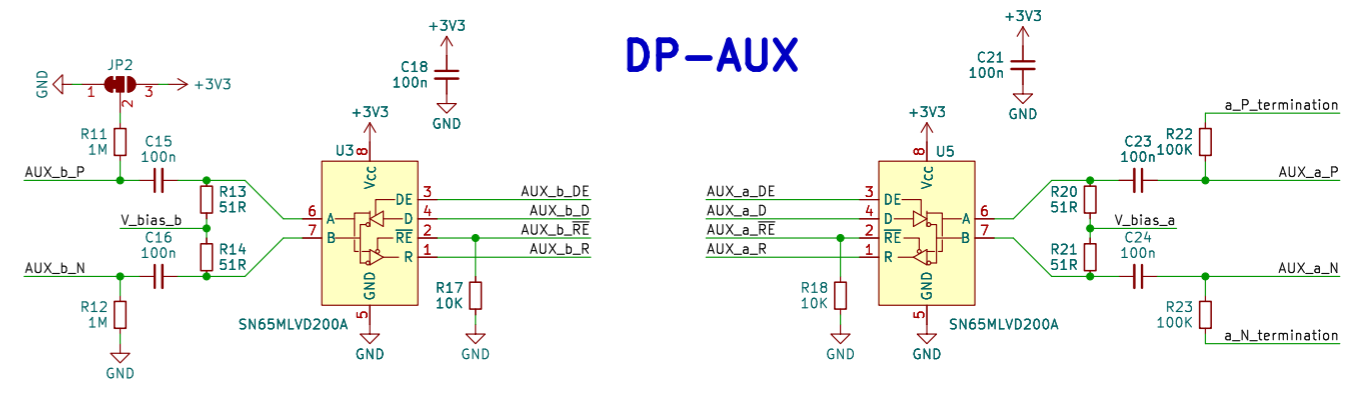 DP-AUX
+3V3
C18
100n
GND
+3V3
C21
100n
GND
JP2
GND
1
2
3
+3V3
R11
1M
C15
100n
AUX_b_P
R13
51R
V_bias_b
C16
100n
R14
51R
AUX_b_N
R12
1M
GND
+3V3
U3
8
Vcc
6
A
7
B
DE
3
AUX_b_DE
D
4
AUX_b_D
R̅E̅
2
AUX_b_R̅E̅
R
1
AUX_b_R
GND
5
SN65MLVD200A
GND
R17
10K
GND
+3V3
U5
8
Vcc
AUX_a_DE
3
DE
AUX_a_D
4
D
AUX_a_R̅E̅
2
R̅E̅
AUX_a_R
1
R
A
6
B
7
GND
5
SN65MLVD200A
GND
R18
10K
GND
a_P_termination
R22
100K
C23
100n
AUX_a_P
R20
51R
V_bias_a
R21
51R
C24
100n
AUX_a_N
R23
100K
a_N_termination